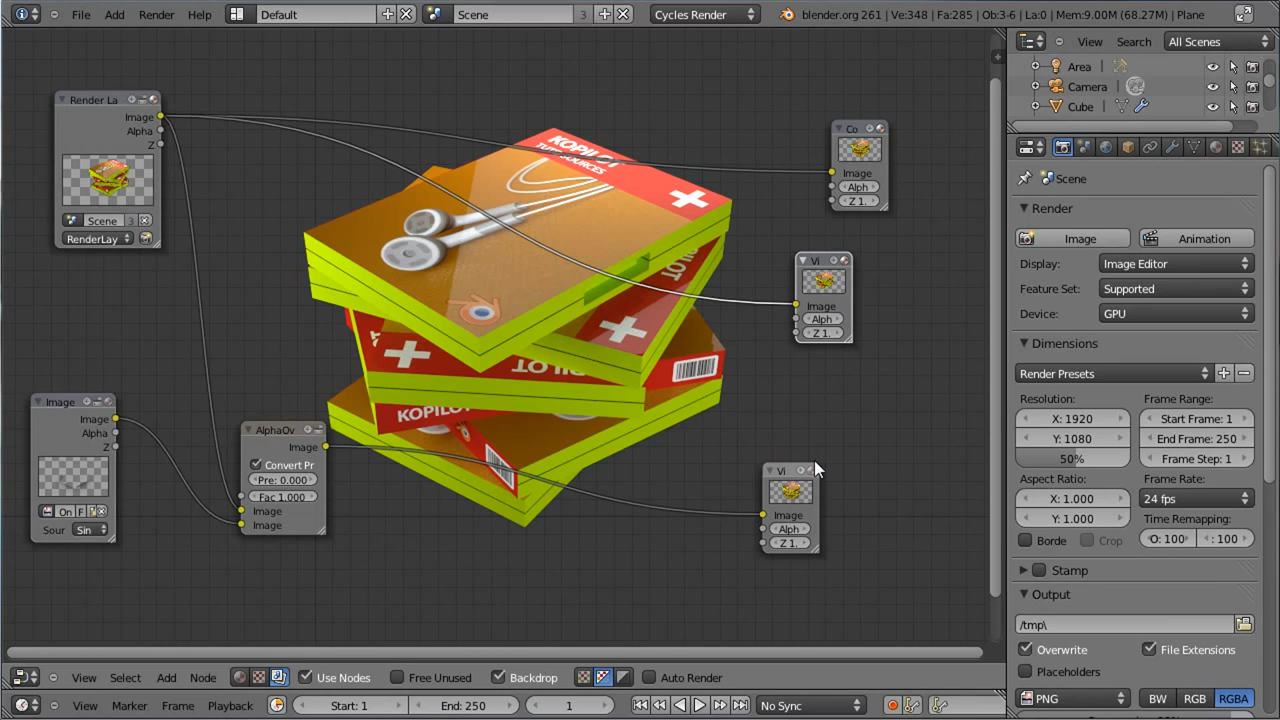 File Add Render Help Default Scene 3 Cycles Render blender.org 261 | Ve:348 | Fa:285 | Ob:3-6 | La:0 | Mem:9.00M (68.27M) | Plane
View Search All Scenes
Area
Camera
Cube
Scene
Render
Image Animation
Display: Image Editor
Feature Set: Supported
Device: GPU
Dimensions
Render Presets
Resolution: Frame Range:
X: 1920 Start Frame: 1
Y: 1080 End Frame: 250
50% Frame Step: 1
Aspect Ratio: Frame Rate:
X: 1.000 24 fps
Y: 1.000 Time Remapping:
O: 100 : 100
Borde Crop
Stamp
Output
/tmp\
Overwrite File Extensions
Placeholders
PNG BW RGB RGBA
Render La
Image
Alpha
Z
Scene 3
RenderLay
Co
Image
Alph
Z 1.
Vi
Image
Alph
Z 1.
KOPILOT
KOPILOT
Image
Image
Alpha
Z
On F
Sour Sin
AlphaOv
Image
Convert Pr
Pre: 0.000
Fac 1.000
Image
Image
Vi
Image
Alph
Z 1.
View Select Add Node Use Nodes Free Unused Backdrop Auto Render
View Marker Frame Playback Start: 1 End: 250 1 No Sync